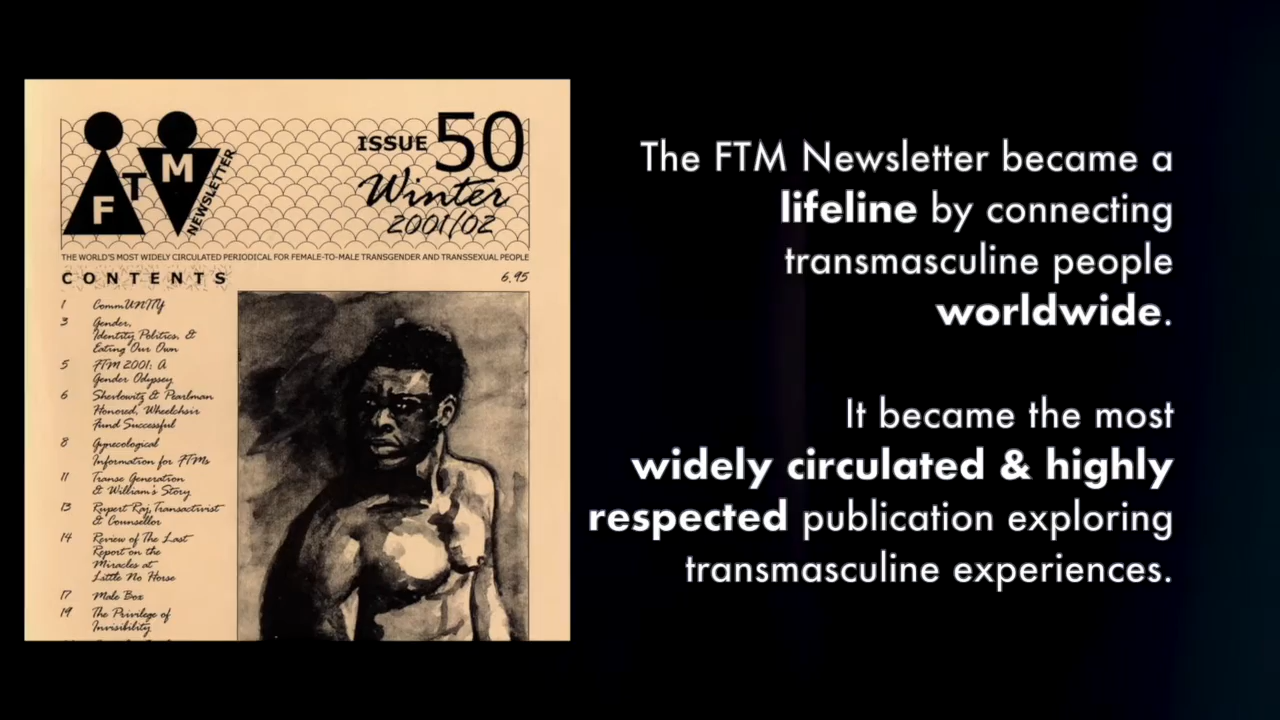 F
T
M
NEWSLETTER
ISSUE 50
Winter
2001/02
THE WORLD'S MOST WIDELY CIRCULATED PERIODICAL FOR FEMALE-TO-MALE TRANSGENDER AND TRANSSEXUAL PEOPLE
CONTENTS
6.95
1 CommUNITY
3 Gender,
Identity Politics, &
Eating Our Own
5 FTM 2001: A
Gender Odyssey
6 Shevlowitz & Pearlman
Honored, Wheelchair
Fund Successful
8 Gynecological
Information for FTMs
11 Transe Generation
& William's Story
13 Rupert Raj, Transactivist
& Counsellor
14 Review of The Last
Report on the
Miracles at
Little No Horse
17 Male Box
19 The Privilege of
Invisibility
The FTM Newsletter became a
lifeline by connecting
transmasculine people
worldwide.
It became the most
widely circulated & highly
respected publication exploring
transmasculine experiences.